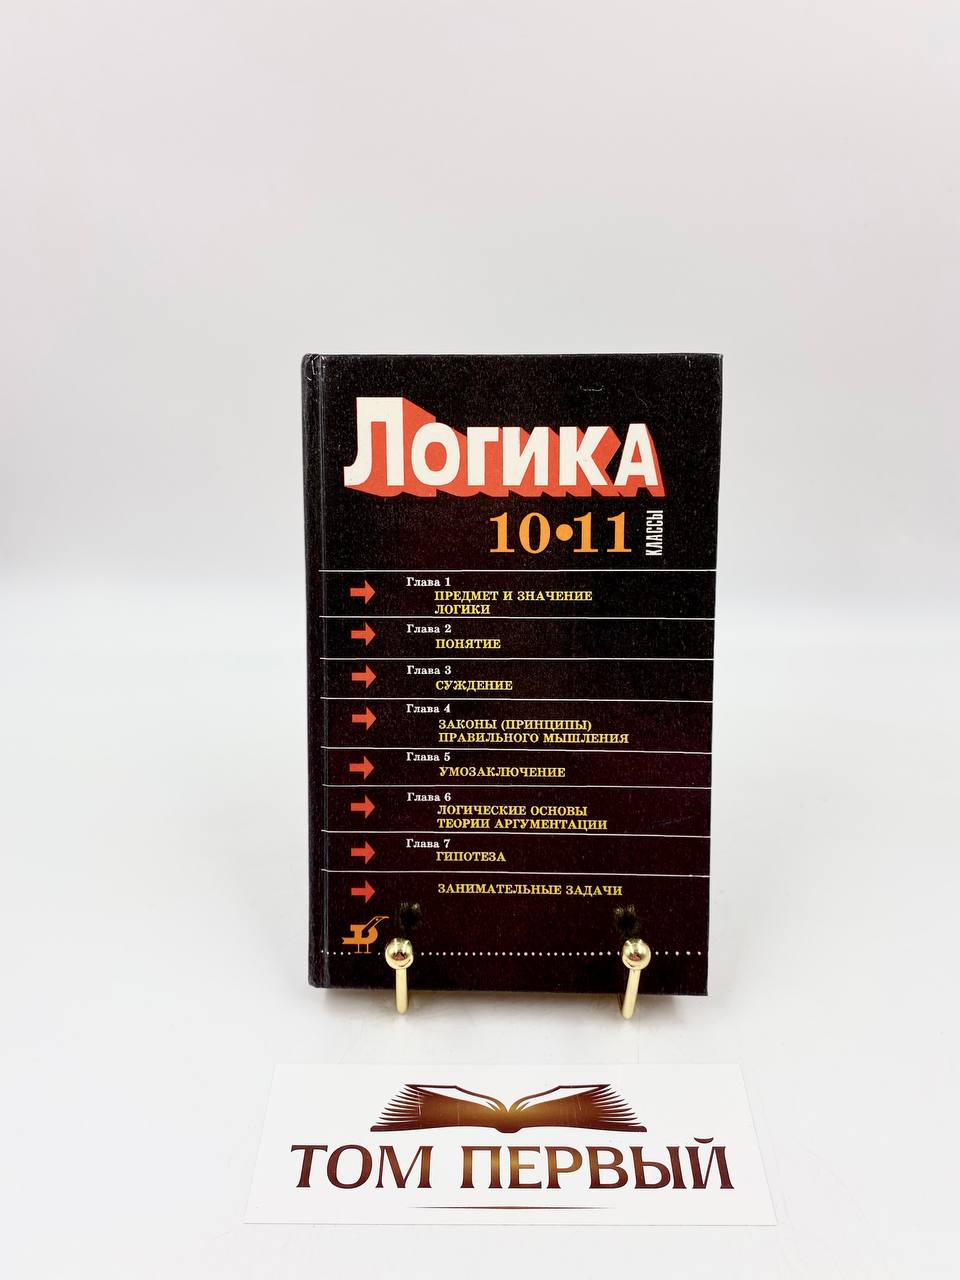 Логика
10•11
КЛАССЫ
Глава 1
ПРЕДМЕТ И ЗНАЧЕНИЕ
ЛОГИКИ
Глава 2
ПОНЯТИЕ
Глава 3
СУЖДЕНИЕ
Глава 4
ЗАКОНЫ (ПРИНЦИПЫ)
ПРАВИЛЬНОГО МЫШЛЕНИЯ
Глава 5
УМОЗАКЛЮЧЕНИЕ
Глава 6
ЛОГИЧЕСКИЕ ОСНОВЫ
ТЕОРИИ АРГУМЕНТАЦИИ
Глава 7
ГИПОТЕЗА
ЗАНИМАТЕЛЬНЫЕ ЗАДАЧИ
ТОМ ПЕРВЫЙ